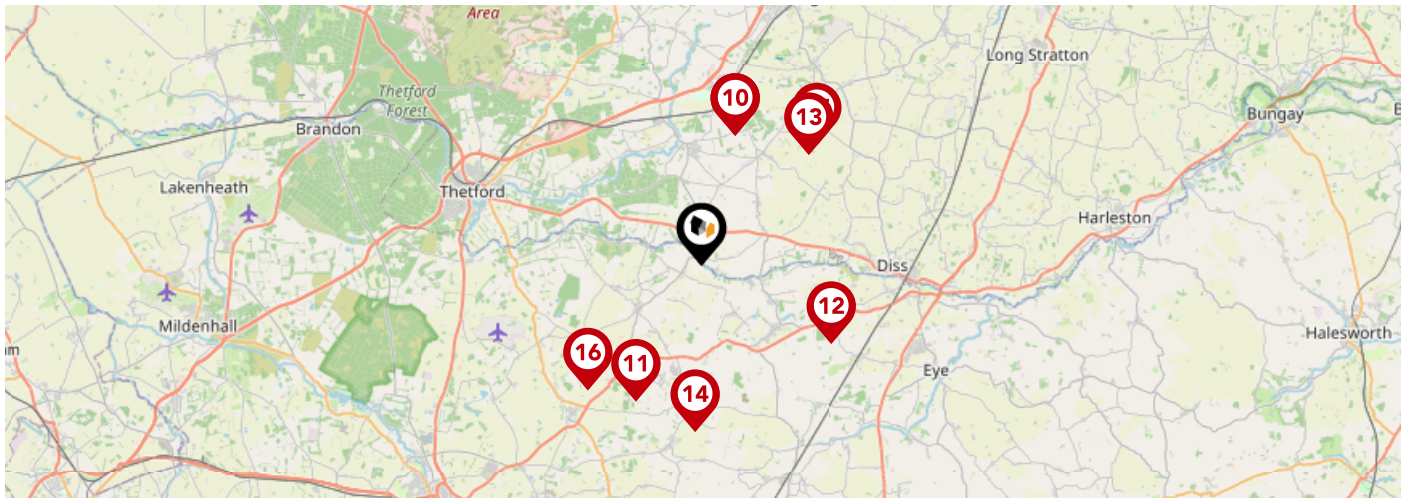 Area
Long Stratton
Thetford
Forest
10
13
Bungay
Brandon
Lakenheath
Thetford
Harleston
Diss
12
Mildenhall
Halesworth
16
11
Eye
14